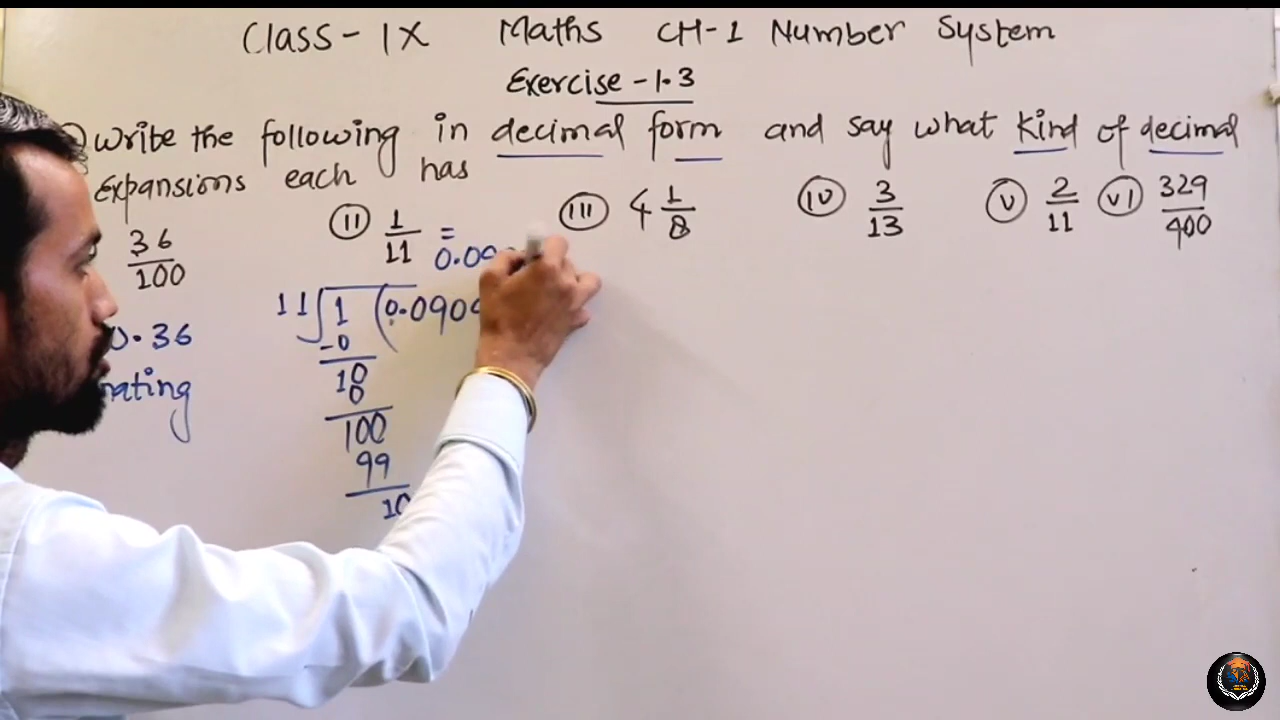 Class-IX Maths CH-1 Number System
Exercise-1.3
Write the following in decimal form and say what kind of decimal
expansions each has
36/100 (II) 1/11 = (III) 4 1/8 (IV) 3/13 (V) 2/11 (VI) 329/400
0.09
11 1 (0.090
0.36
-0
10
0
100
99
10